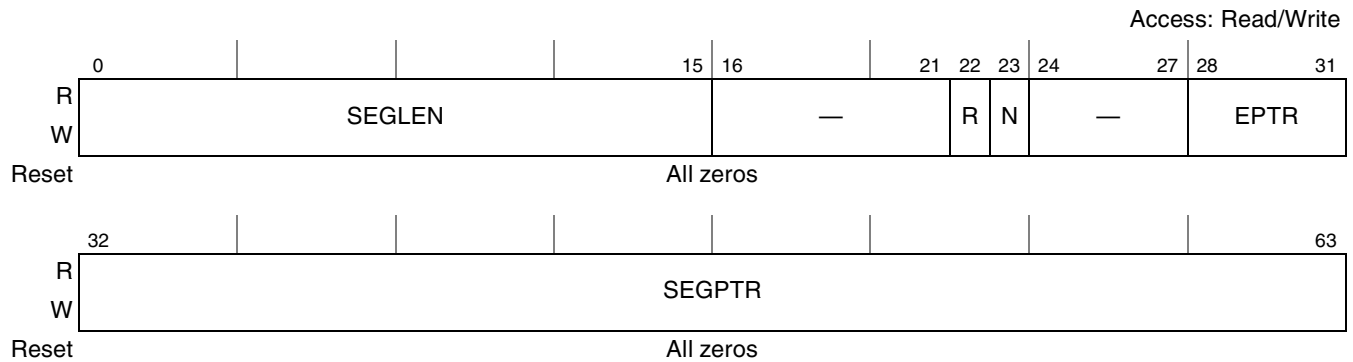 Access: Read/Write
0 15 16 21 22 23 24 27 28 31
R
SEGLEN — R N — EPTR
W
Reset All zeros
32 63
R
SEGPTR
W
Reset All zeros